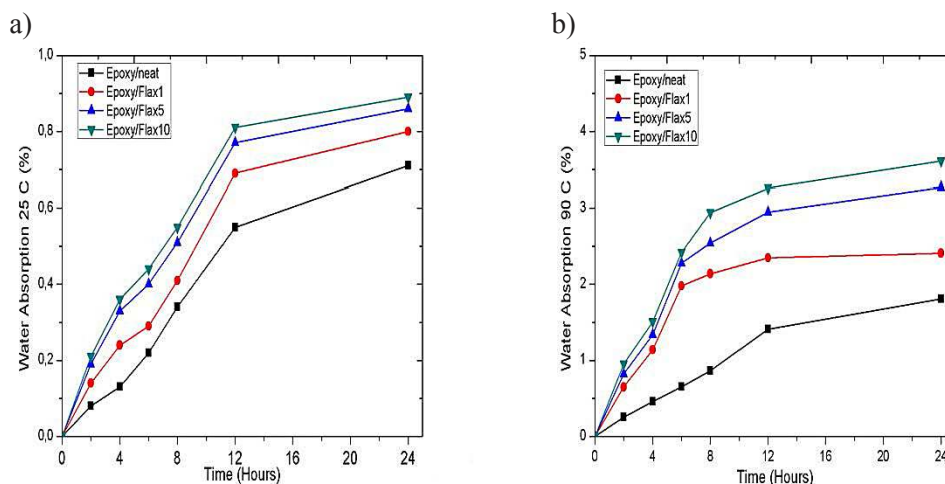 a)
1,0
0,8
0,6
0,4
0,2
0,0
Water Absorption 25 C (%)
Epoxy/neat
Epoxy/Flax1
Epoxy/Flax5
Epoxy/Flax10
0 4 8 12 16 20 24
Time (Hours)
b)
5
4
3
2
1
0
Water Absorption 90 C (%)
Epoxy/neat
Epoxy/Flax1
Epoxy/Flax5
Epoxy/Flax10
0 4 8 12 16 20 24
Time (Hours)